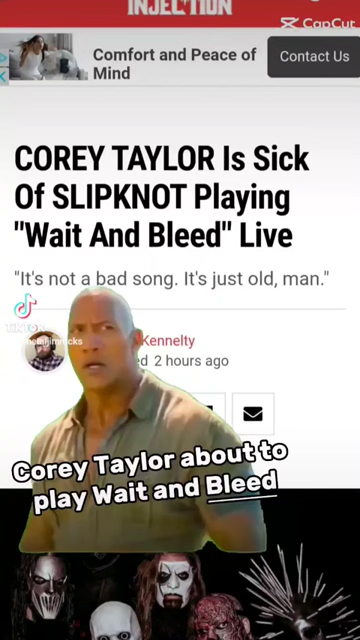 INJECTION
CapCut
Comfort and Peace of
Mind
Contact Us
COREY TAYLOR Is Sick
Of SLIPKNOT Playing
"Wait And Bleed" Live
"It's not a bad song. It's just old, man."
TikTok
Kennelty
ed 2 hours ago
Corey Taylor about to
play Wait and Bleed